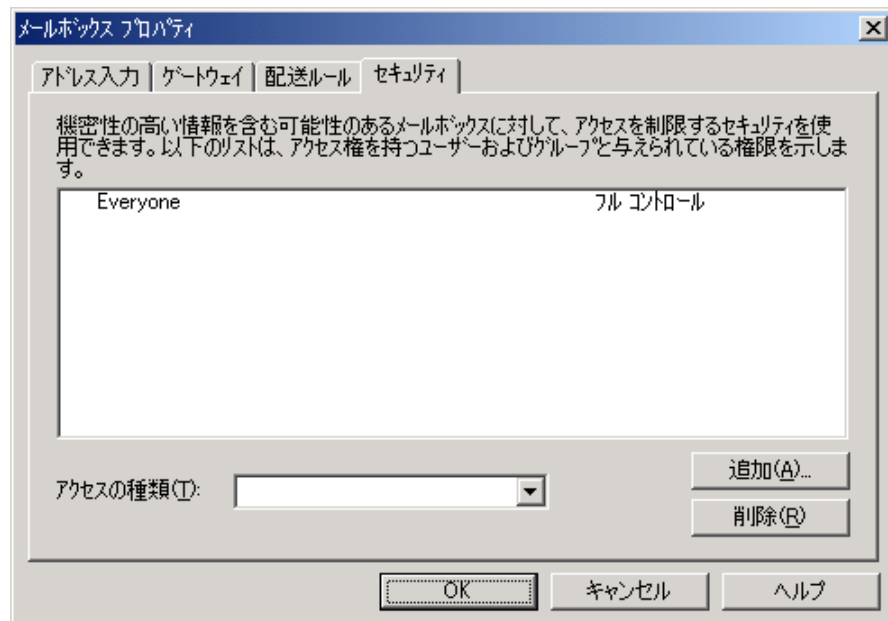 メールボックス プロパティ
アドレス入力
ゲートウェイ
配送ルール
セキュリティ
機密性の高い情報を含む可能性のあるメールボックスに対して、アクセスを制限するセキュリティを使
用できます。以下のリストは、アクセス権を持つユーザーおよびグループと与えられている権限を示しま
す。
Everyone フル コントロール
アクセスの種類(T):
追加(A)...
削除(R)
OK
キャンセル
ヘルプ